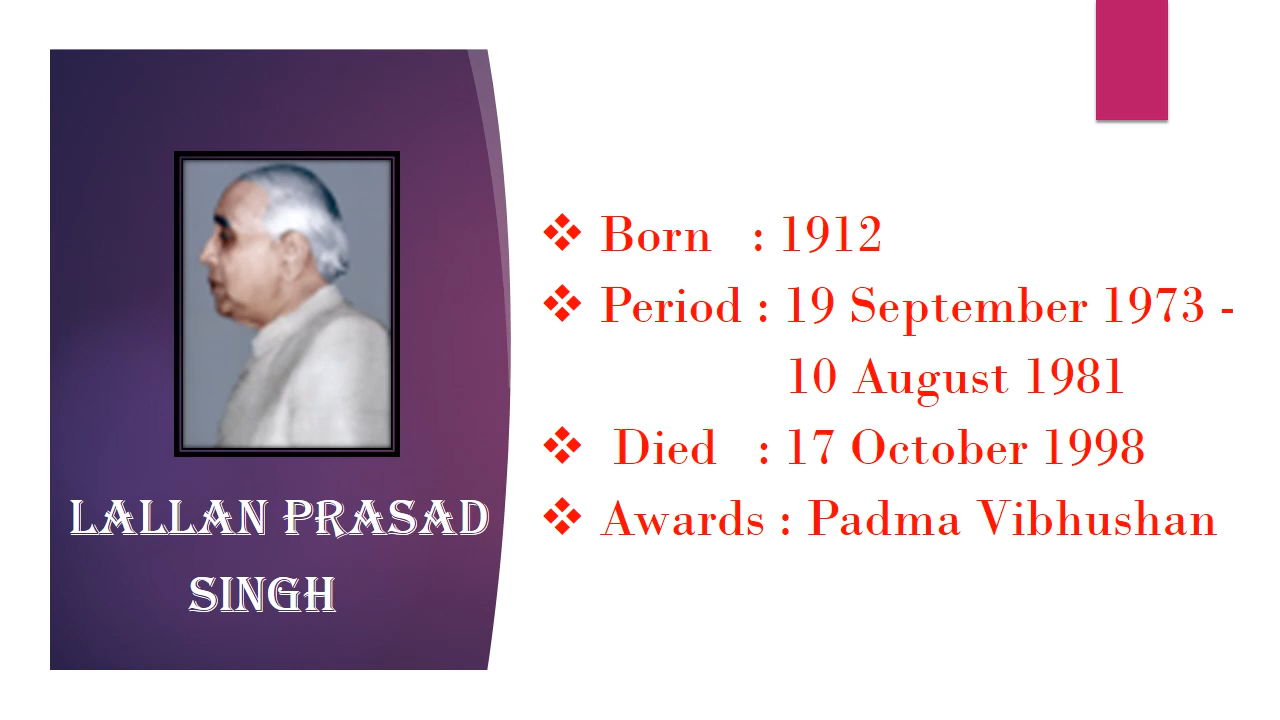 LALLAN PRASAD
SINGH
❖ Born : 1912
❖ Period : 19 September 1973 -
10 August 1981
❖ Died : 17 October 1998
❖ Awards : Padma Vibhushan